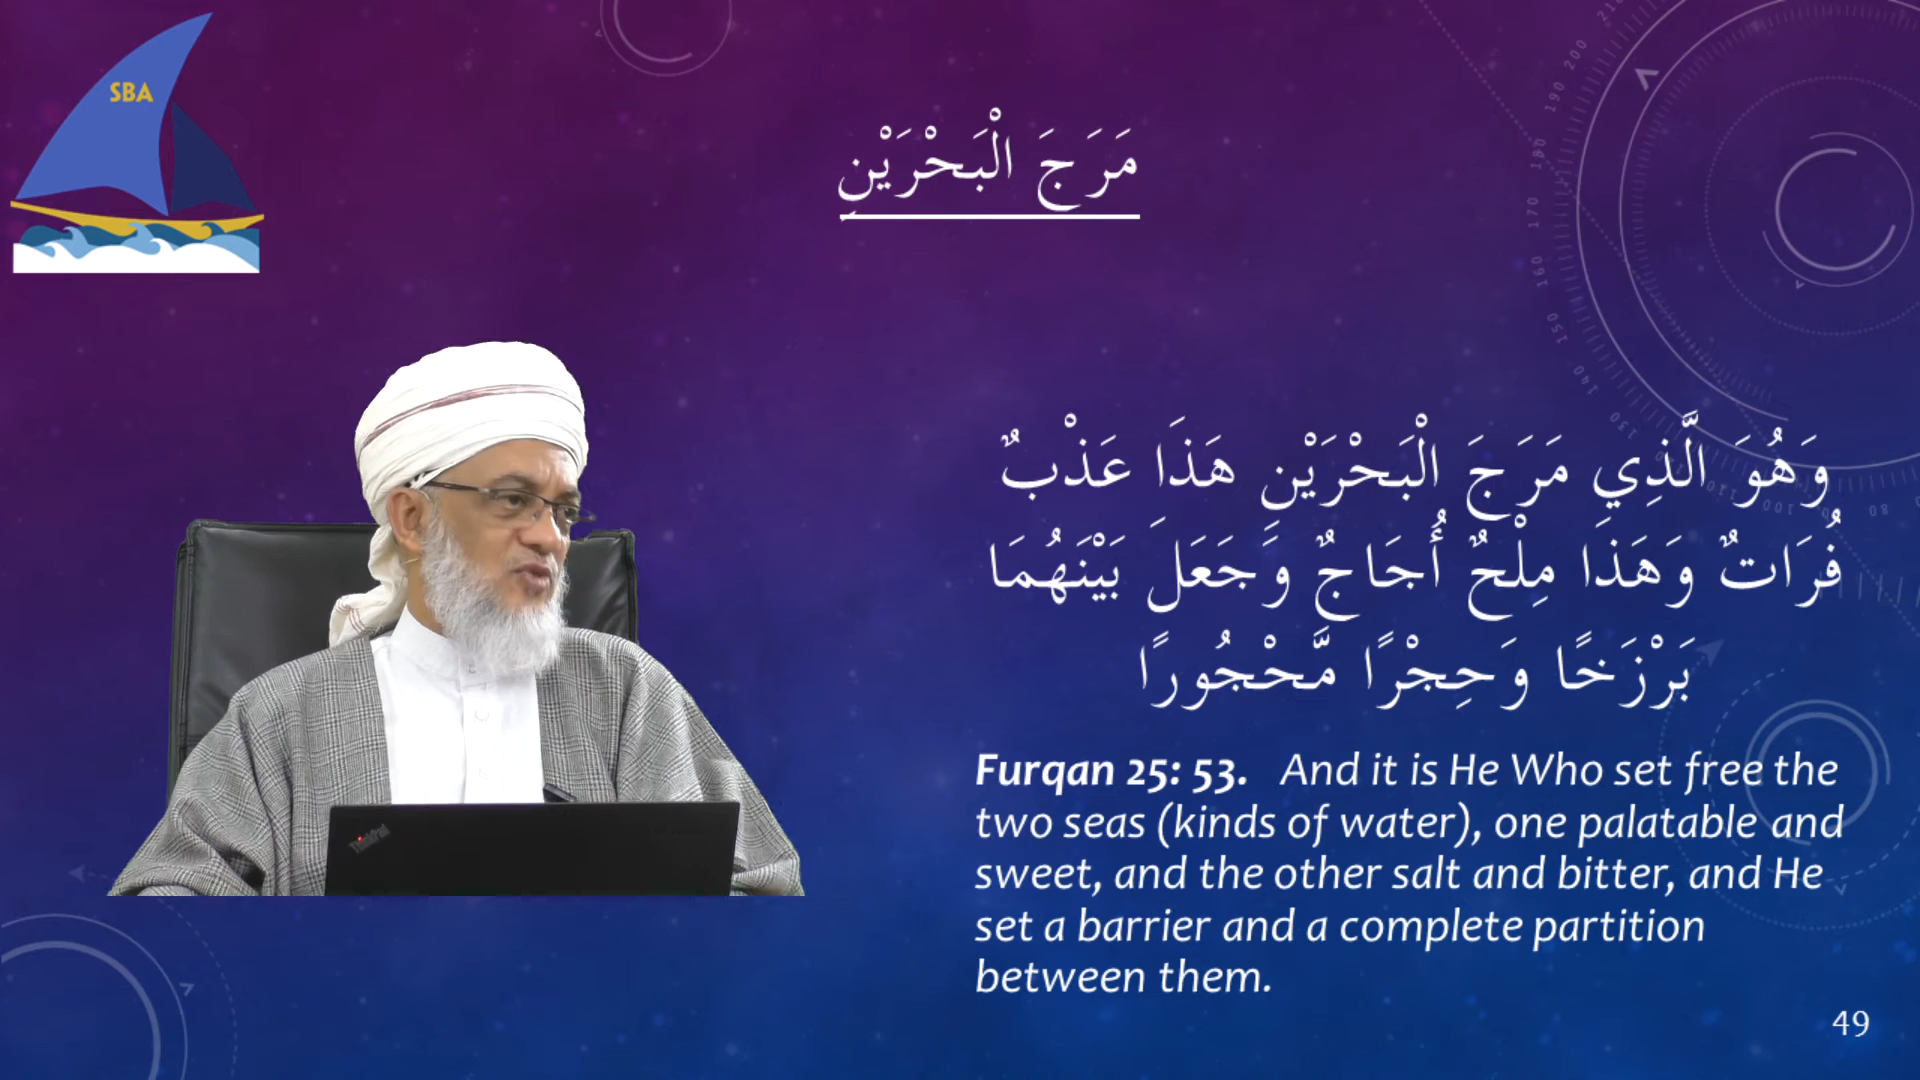 SBA
مَرَجَ الْبَحْرَيْنِ
وَهُوَ الَّذِي مَرَجَ الْبَحْرَيْنِ هَذَا عَذْبٌ
فُرَاتٌ وَهَذَا مِلْحٌ أُجَاجٌ وَجَعَلَ بَيْنَهُمَا
بَرْزَخًا وَحِجْرًا مَّحْجُورًا
Furqan 25: 53. And it is He Who set free the
two seas (kinds of water), one palatable and
sweet, and the other salt and bitter, and He
set a barrier and a complete partition
between them.
ThinkPad
49